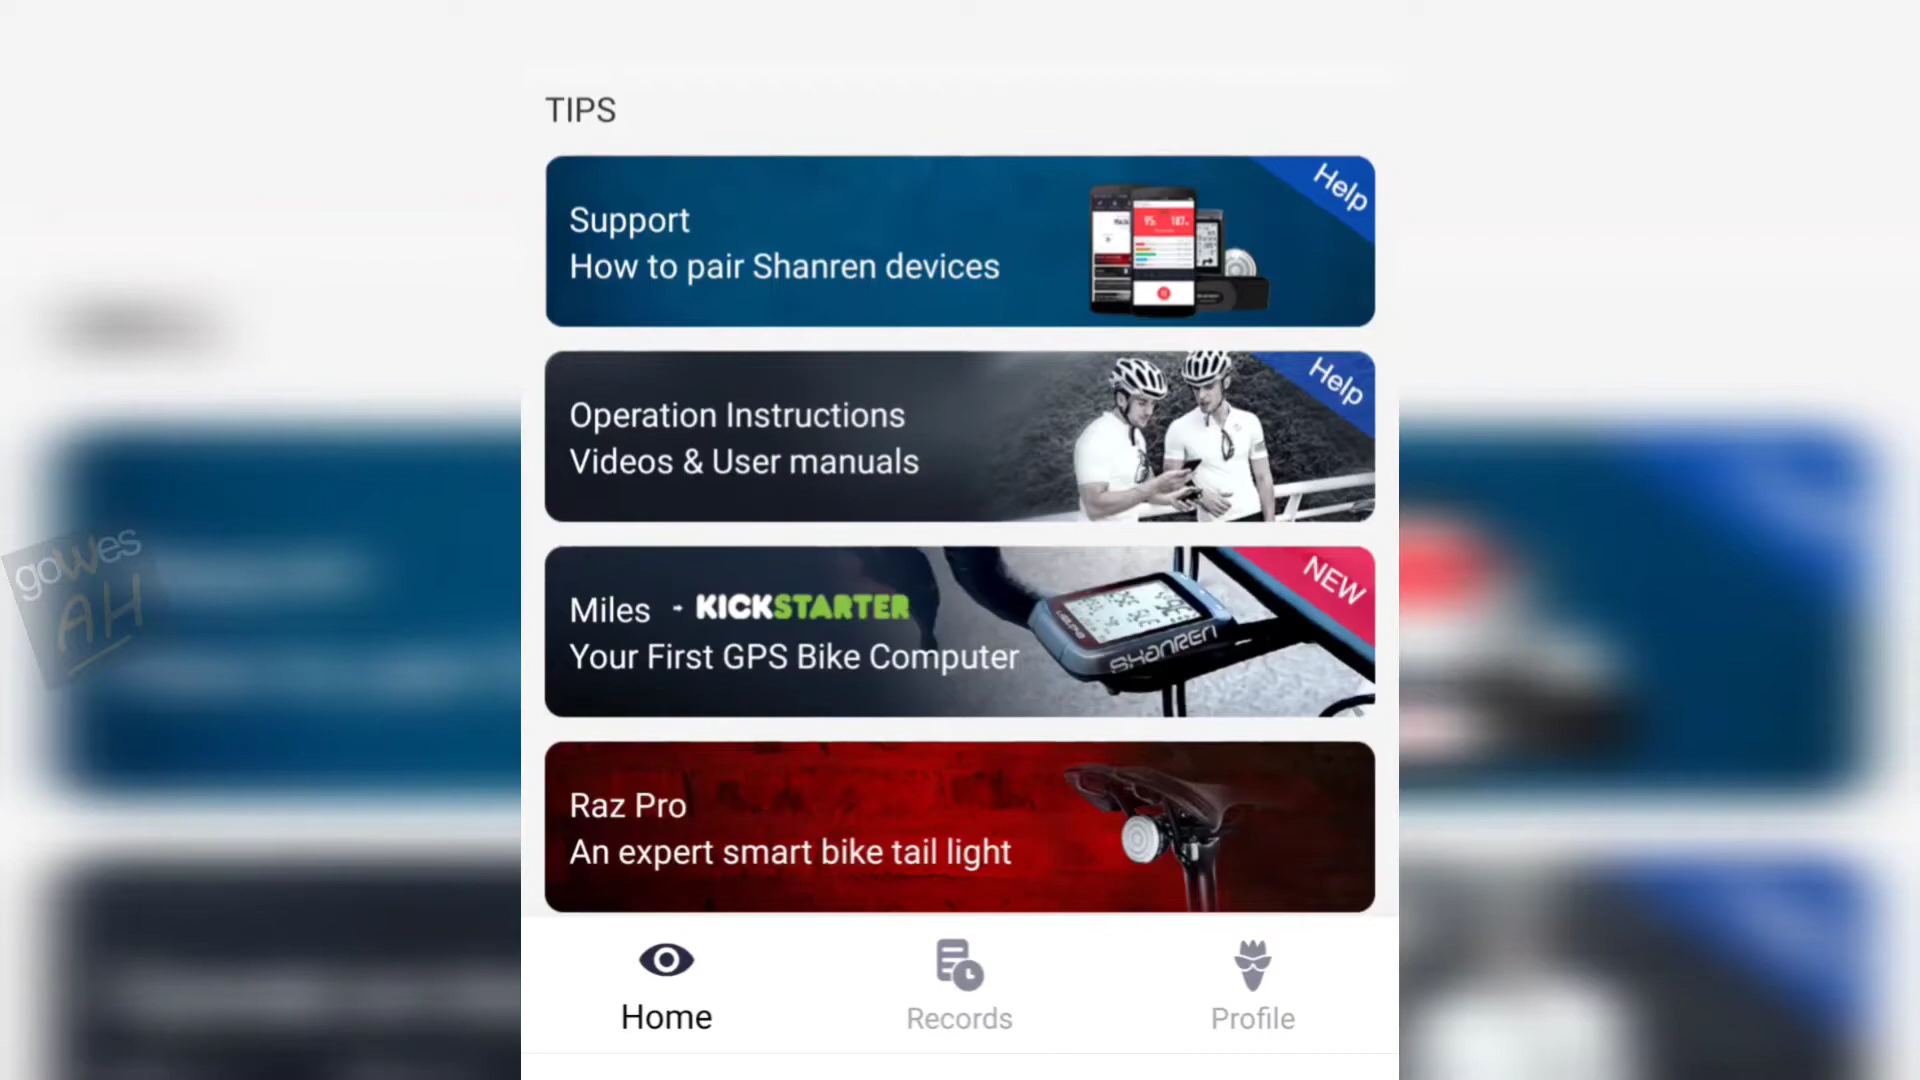 TIPS
Support
How to pair Shanren devices
Help
Operation Instructions
Videos & User manuals
Help
Miles - KICKSTARTER
Your First GPS Bike Computer
NEW
SHANREN
Raz Pro
An expert smart bike tail light
Home
Records
Profile
gowes
AH